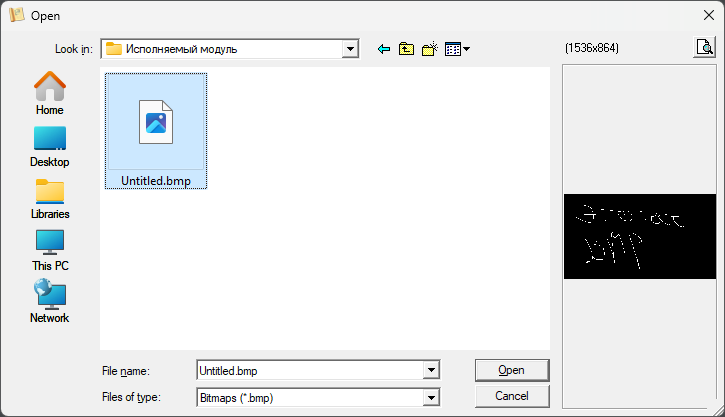 Open
Look in: Исполняемый модуль
(1536x864)
Home
Desktop
Libraries
This PC
Network
Untitled.bmp
File name: Untitled.bmp
Open
Files of type: Bitmaps (*.bmp)
Cancel